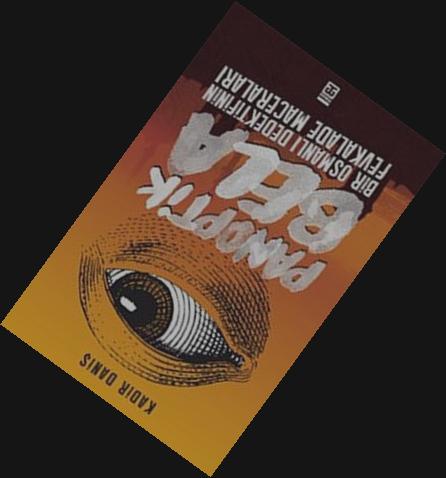 KADİR DANIŞ
PANOPTİK
BELA
BİR OSMANLI DEDEKTİFİNİN
FEVKALADE MACERALARI